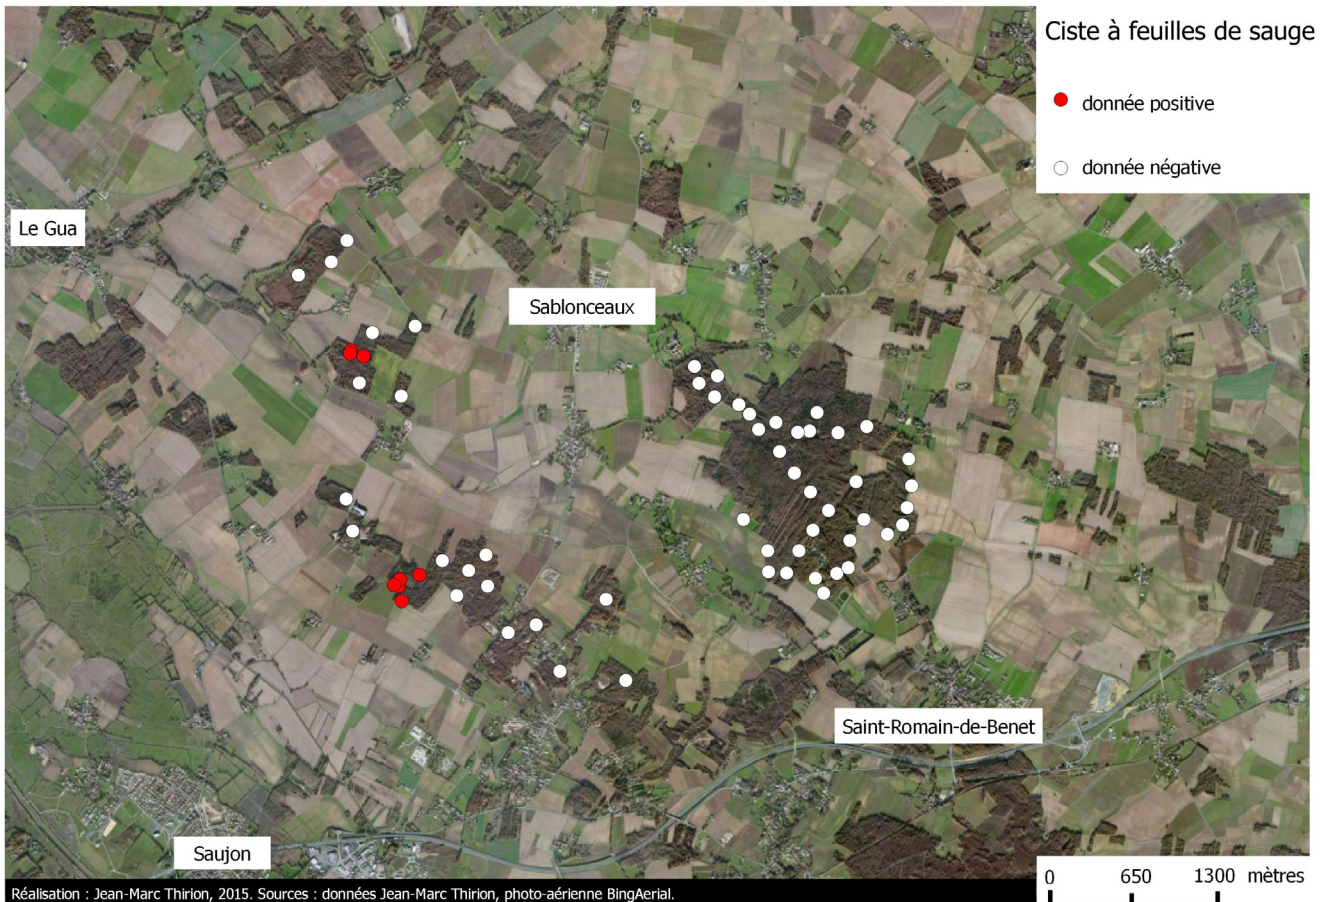 Ciste à feuilles de sauge
donnée positive
donnée négative
Le Gua
Sablonceaux
Saint-Romain-de-Benet
Saujon
0 650 1300 mètres
Réalisation : Jean-Marc Thirion, 2015. Sources : données Jean-Marc Thirion, photo-aérienne BingAerial.